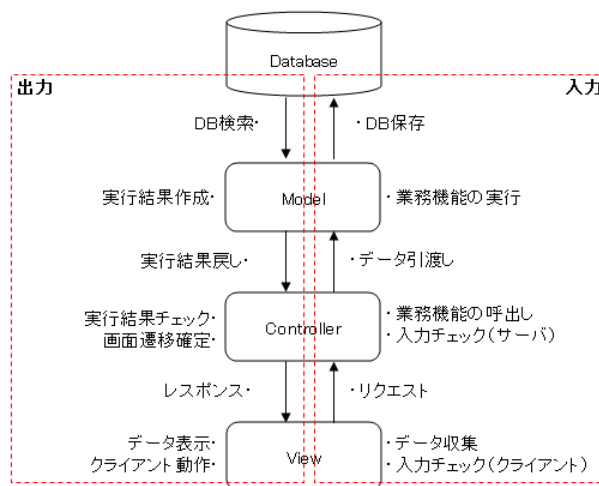 Database
出力
入力
DB検索・
・DB保存
実行結果作成・
Model
・業務機能の実行
実行結果戻し・
・データ引渡し
実行結果チェック・
画面遷移確定・
Controller
・業務機能の呼出し
・入力チェック(サーバ)
レスポンス・
・リクエスト
データ表示・
クライアント動作・
View
・データ収集
・入力チェック(クライアント)